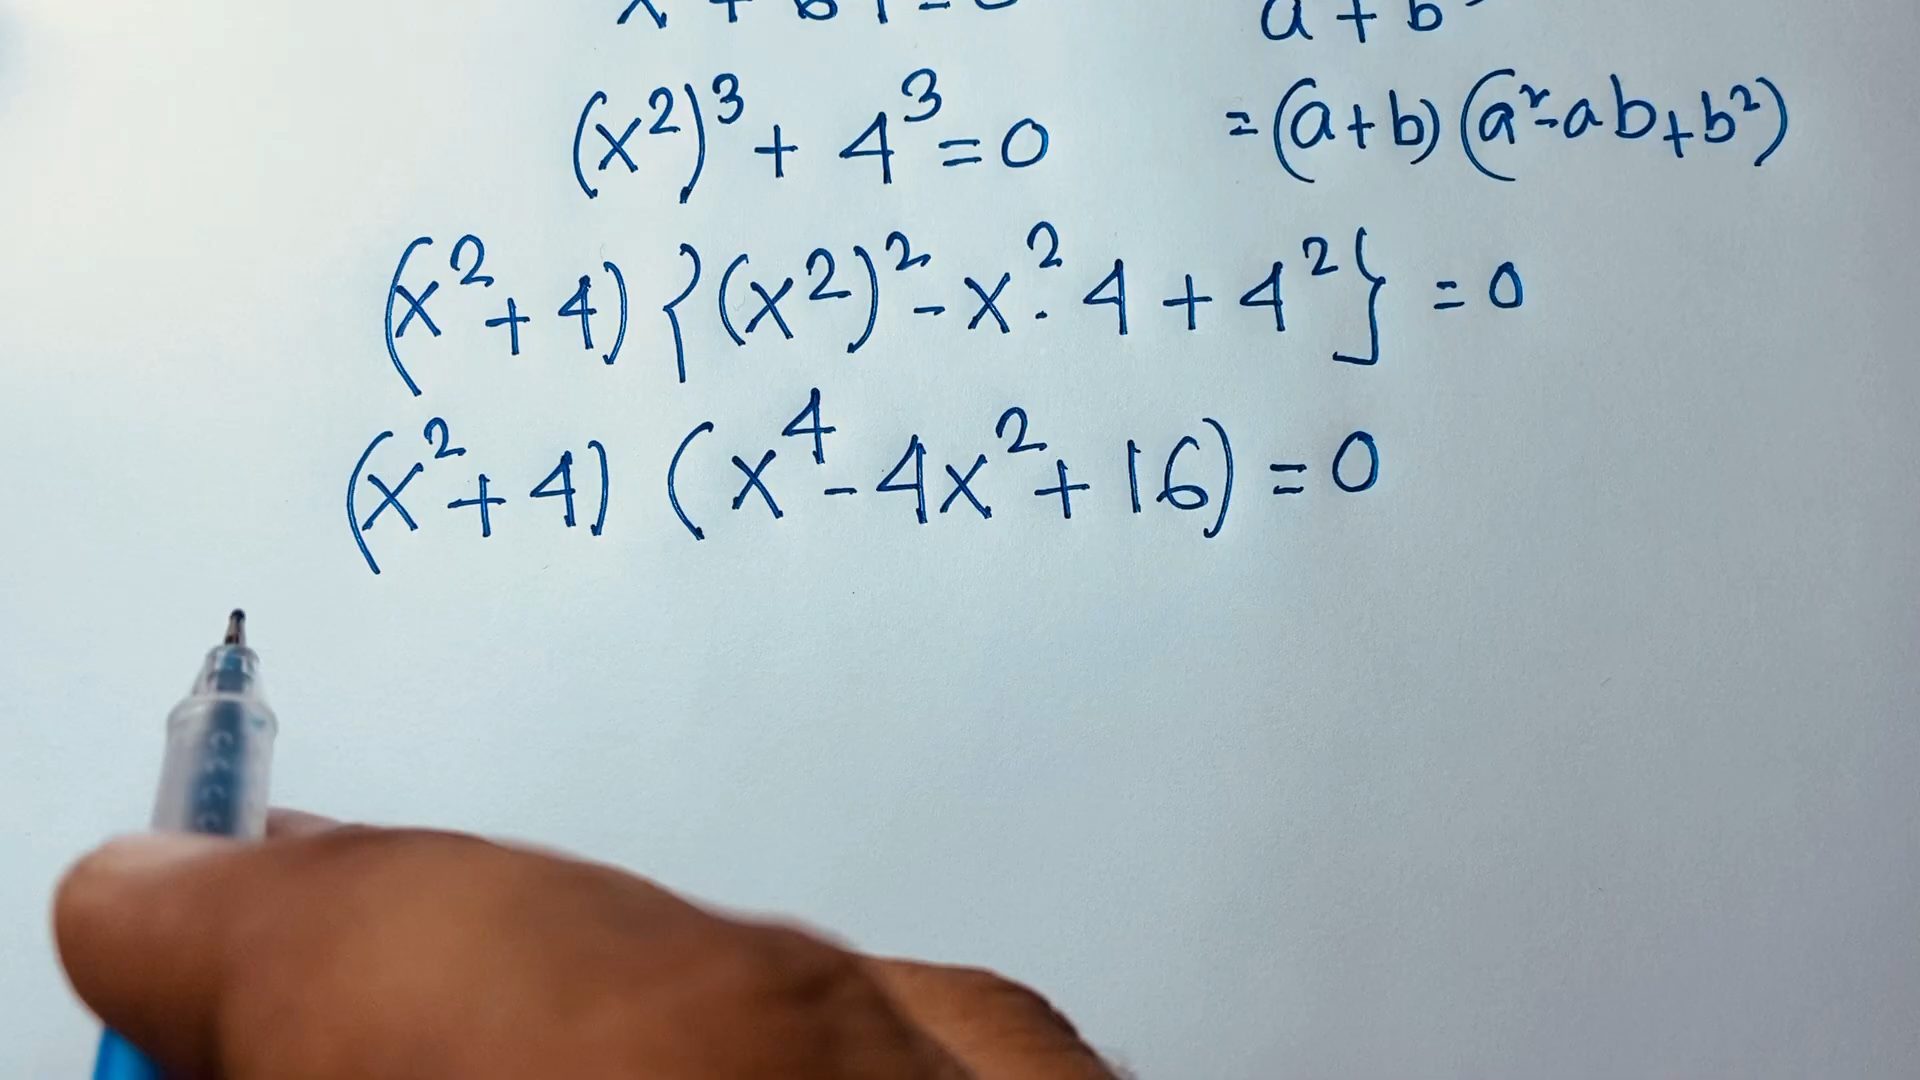 (x²)³ + 4³ = 0
= (a+b) (a² - ab + b²)
(x² + 4) {(x²)² - x² · 4 + 4²} = 0
(x² + 4) (x⁴ - 4x² + 16) = 0